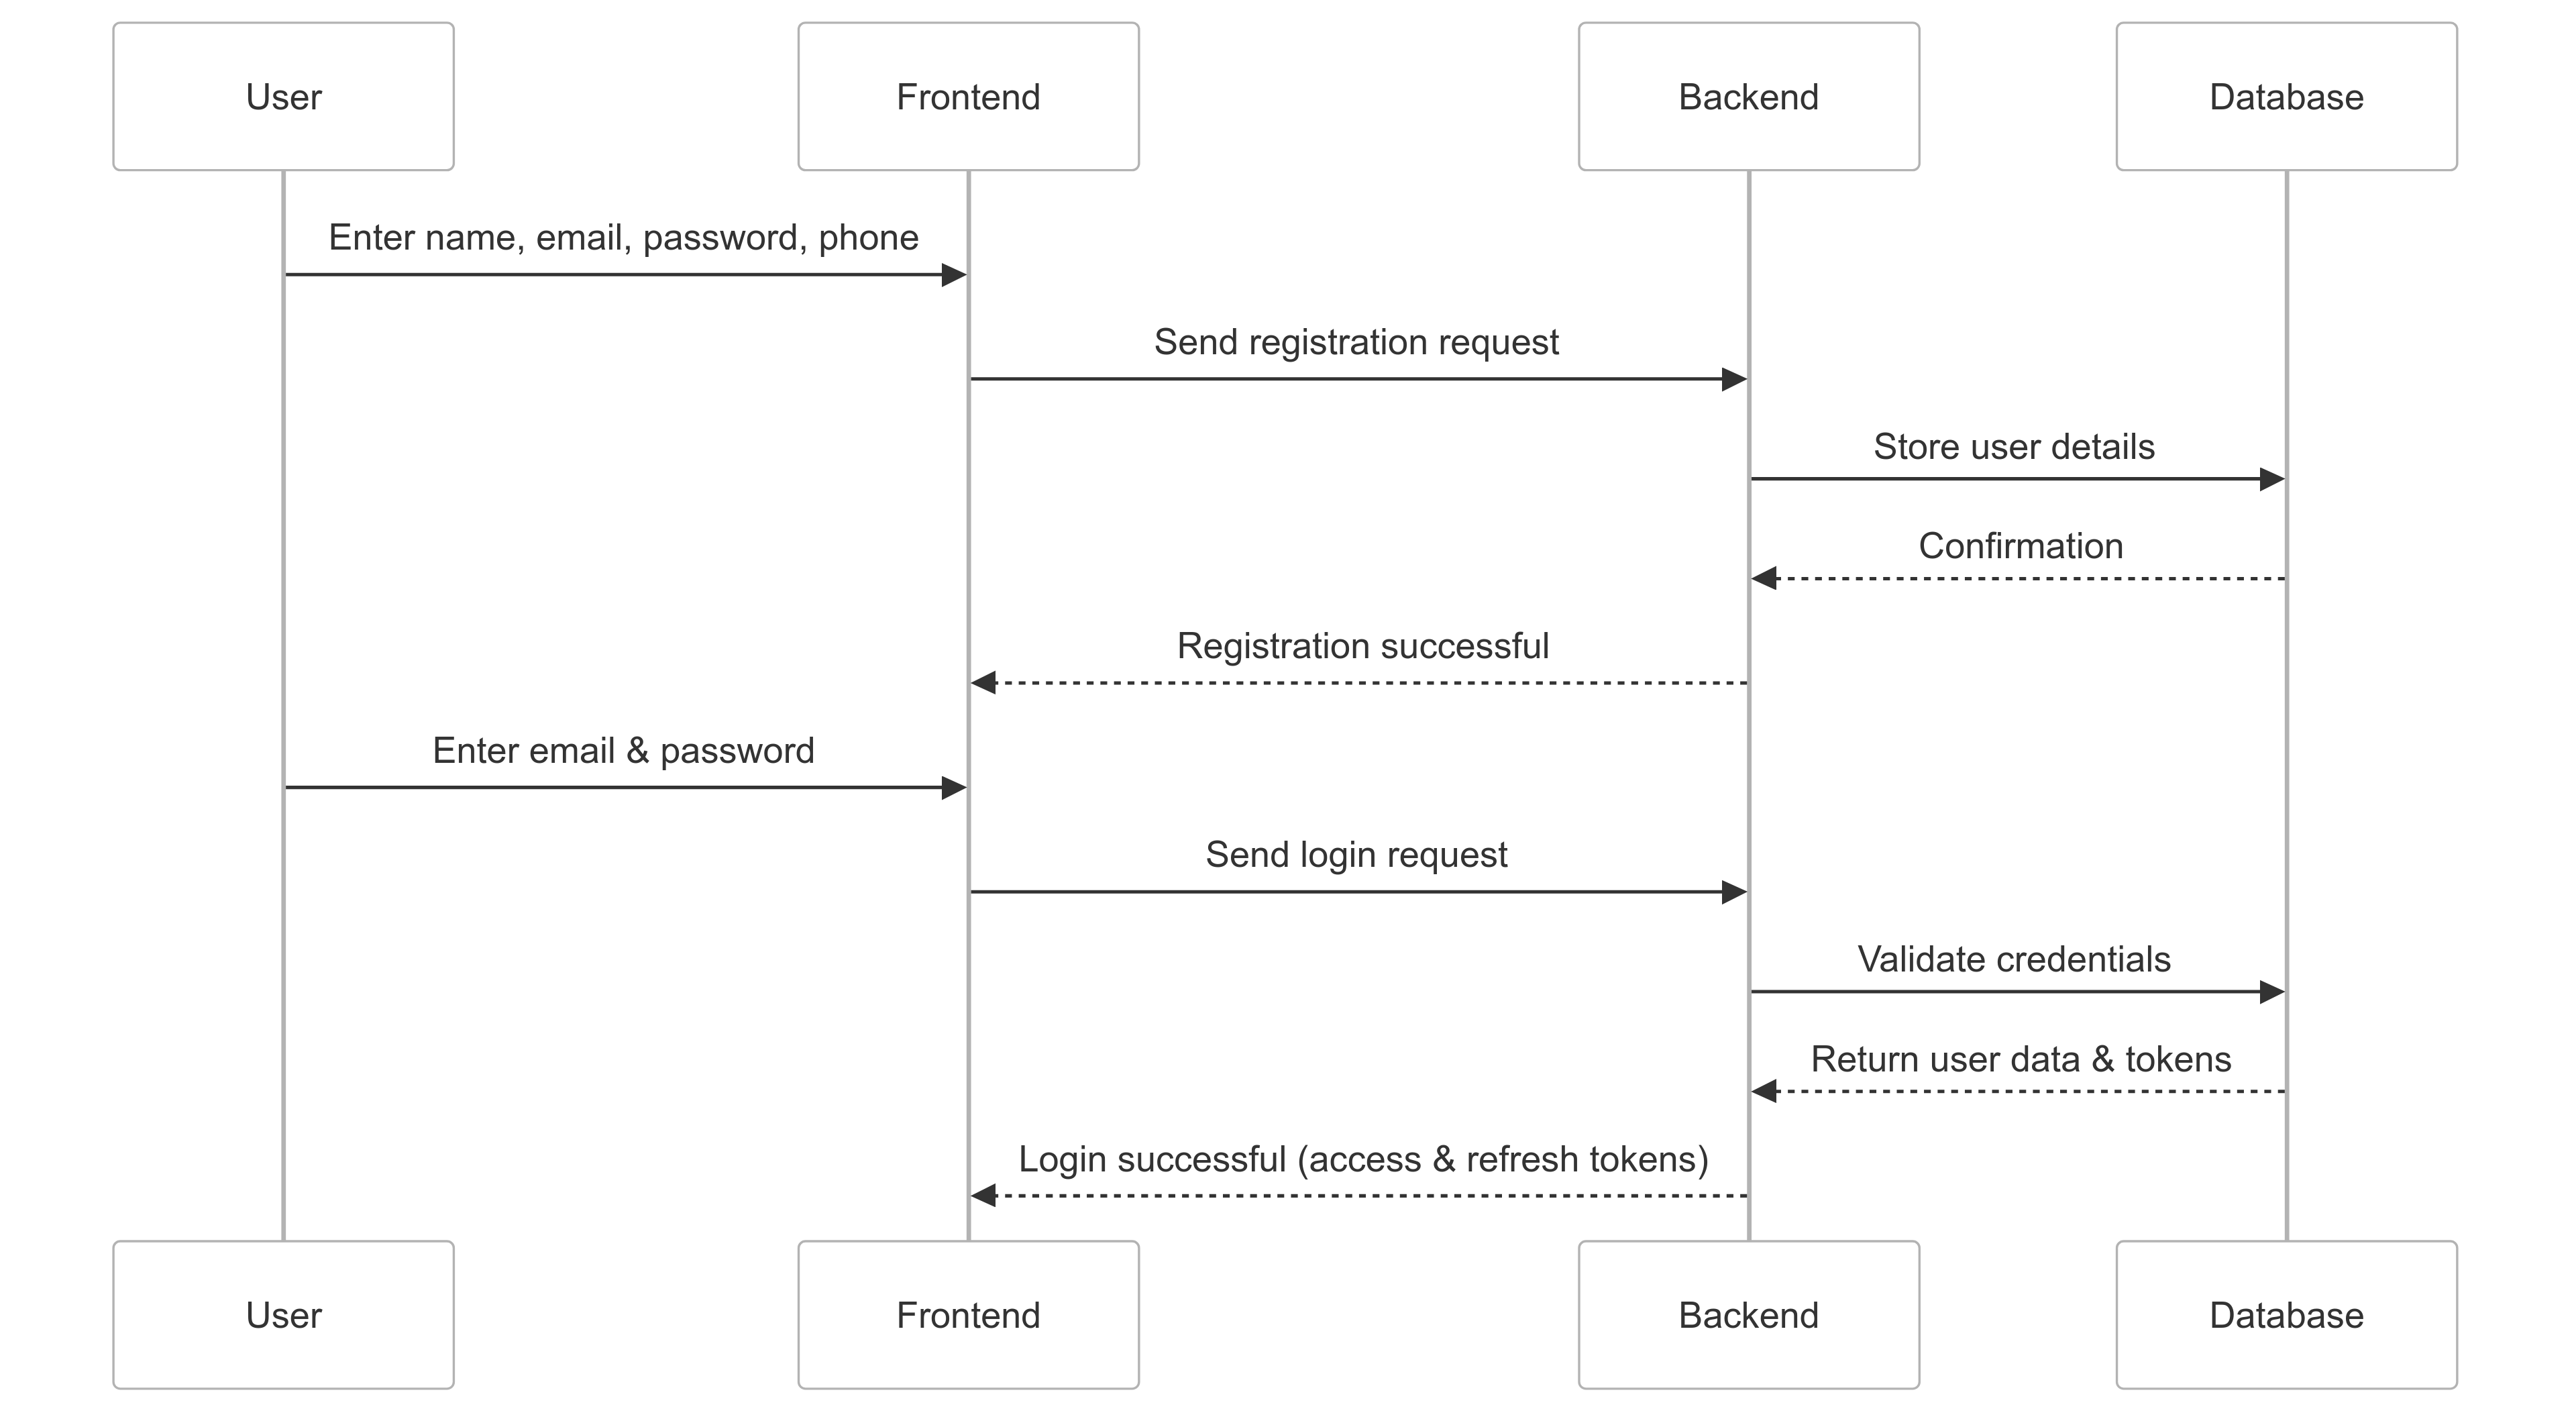 User
Frontend
Backend
Database
Enter name, email, password, phone
Send registration request
Store user details
Confirmation
Registration successful
Enter email & password
Send login request
Validate credentials
Return user data & tokens
Login successful (access & refresh tokens)
User
Frontend
Backend
Database